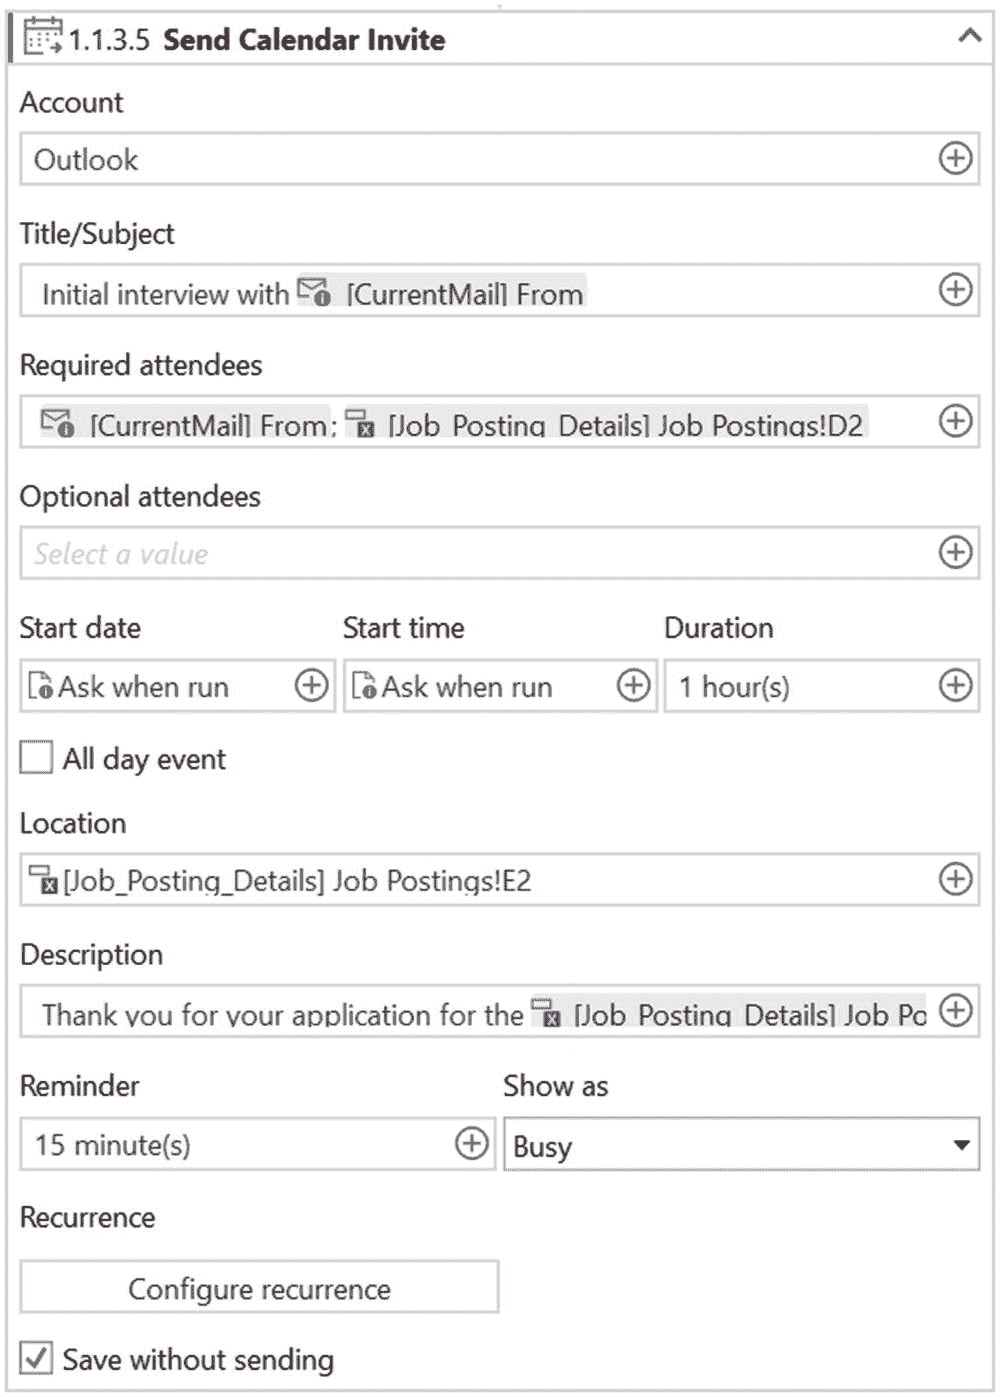 1.1.3.5 Send Calendar Invite
Account
Outlook
Title/Subject
Initial interview with [CurrentMail] From
Required attendees
[CurrentMail] From; [Job_Posting_Details] Job Postings!D2
Optional attendees
Select a value
Start date Start time Duration
Ask when run Ask when run 1 hour(s)
All day event
Location
[Job_Posting_Details] Job Postings!E2
Description
Thank you for your application for the [Job_Posting_Details] Job Po
Reminder Show as
15 minute(s) Busy
Recurrence
Configure recurrence
Save without sending